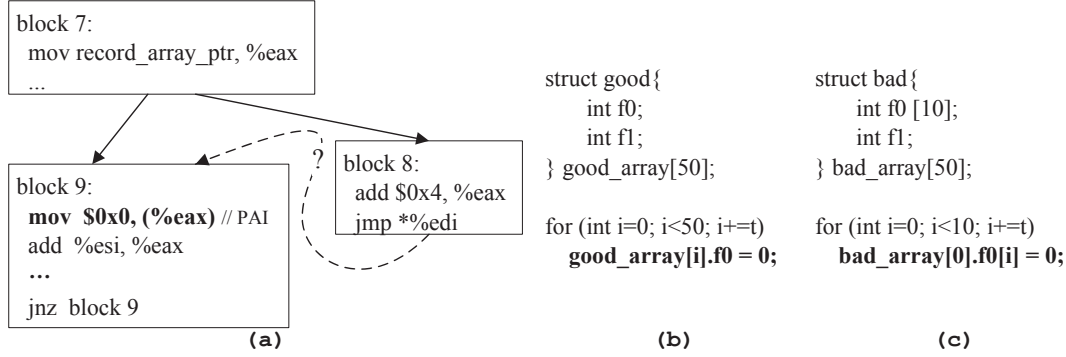 block 7:
mov record_array_ptr, %eax
...
?
block 8:
add $0x4, %eax
jmp *%edi
block 9:
mov $0x0, (%eax) // PAI
add %esi, %eax
...
jnz block 9
(a)
struct good{
int f0;
int f1;
} good_array[50];
for (int i=0; i<50; i+=t)
good_array[i].f0 = 0;
(b)
struct bad{
int f0 [10];
int f1;
} bad_array[50];
for (int i=0; i<10; i+=t)
bad_array[0].f0[i] = 0;
(c)